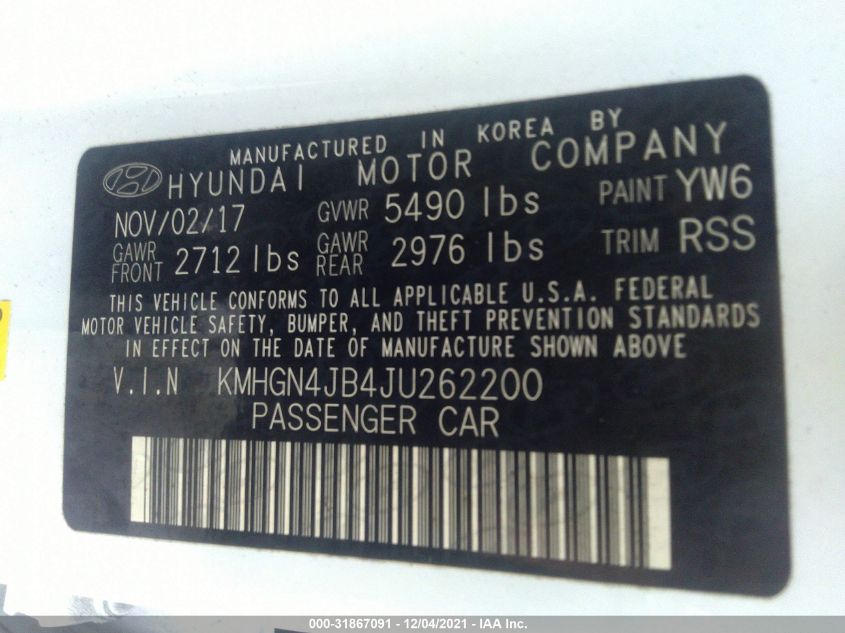 MANUFACTURED IN KOREA BY
HYUNDAI MOTOR COMPANY
NOV/02/17 GVWR 5490 lbs PAINT YW6
GAWR FRONT 2712 lbs GAWR REAR 2976 lbs TRIM RSS
THIS VEHICLE CONFORMS TO ALL APPLICABLE U.S.A. FEDERAL
MOTOR VEHICLE SAFETY, BUMPER, AND THEFT PREVENTION STANDARDS
IN EFFECT ON THE DATE OF MANUFACTURE SHOWN ABOVE
V.I.N KMHGN4JB4JU262200
PASSENGER CAR
000-31867091 - 12/04/2021 - IAA Inc.